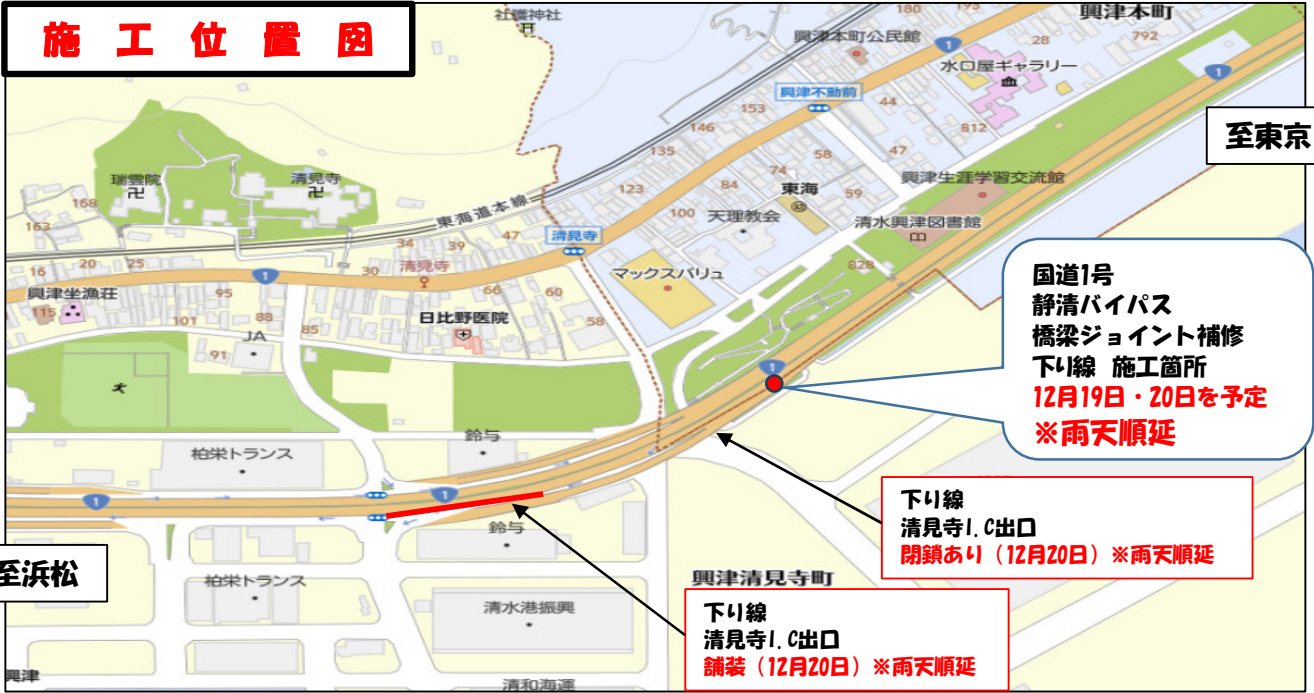 施工位置図
社護神社
興津本町公民館
180
195
興津本町
28
792
水口屋ギャラリー
1
1
興津不動前
153
44
146
812
至東京
135
58
47
瑞雲院
清見寺
74
123
84
東海
59
興津生涯学習交流館
168
東海道本線
100
天理教会
清水興津図書館
163
34
39
47
清見寺
16
20
25
1
30
清見寺
マックスバリュ
828
興津坐漁荘
95
66
60
115
101
88
85
日比野医院
58
JA
91
国道1号
静清バイパス
橋梁ジョイント補修
下り線 施工箇所
12月19日・20日を予定
※雨天順延
1
鈴与
柏栄トランス
1
1
下り線
清見寺I.C出口
閉鎖あり（12月20日）※雨天順延
鈴与
至浜松
柏栄トランス
興津清見寺町
清水港振興
下り線
清見寺I.C出口
舗装（12月20日）※雨天順延
興津
清和海運